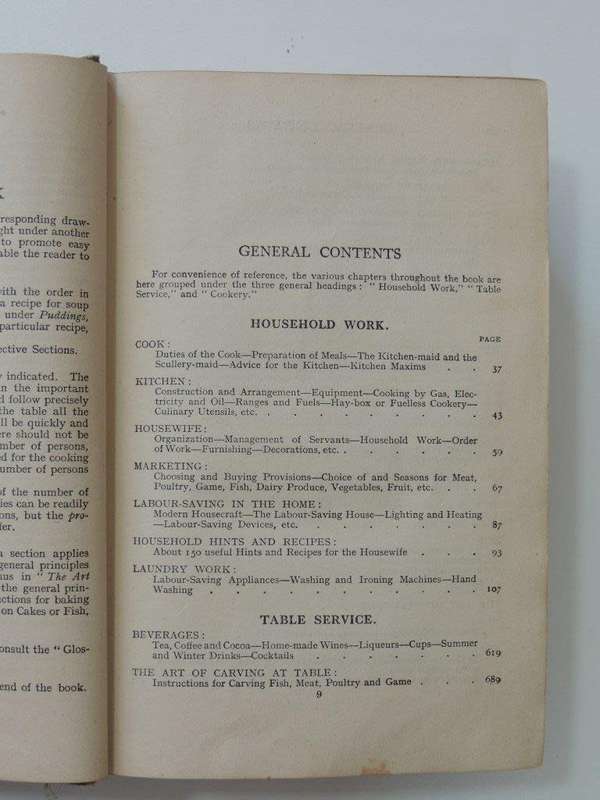 K
responding draw-
ght under another
to promote easy
able the reader to
with the order in
a recipe for soup
under Puddings,
particular recipe,
ective Sections.
y indicated. The
n the important
d follow precisely
the table all the
ll be quickly and
ere should not be
umber of persons,
ed for the cooking
number of persons
of the number of
ies can be readily
ons, but the pro-
fer.
a section applies
general principles
us in "The Art
the general prin-
ctions for baking
on Cakes or Fish,
onsult the "Glos-
end of the book.
GENERAL CONTENTS
For convenience of reference, the various chapters throughout the book are
here grouped under the three general headings: "Household Work," "Table
Service," and "Cookery."
HOUSEHOLD WORK.
PAGE
COOK:
Duties of the Cook—Preparation of Meals—The Kitchen-maid and the
Scullery-maid—Advice for the Kitchen—Kitchen Maxims . . 37
KITCHEN:
Construction and Arrangement—Equipment—Cooking by Gas, Elec-
tricity and Oil—Ranges and Fuels—Hay-box or Fuelless Cookery—
Culinary Utensils, etc. . . . . . . . . 43
HOUSEWIFE:
Organization—Management of Servants—Household Work—Order
of Work—Furnishing—Decorations, etc. . . . . . 59
MARKETING:
Choosing and Buying Provisions—Choice of and Seasons for Meat,
Poultry, Game, Fish, Dairy Produce, Vegetables, Fruit, etc. . . 67
LABOUR-SAVING IN THE HOME:
Modern Housecraft—The Labour-Saving House—Lighting and Heating
—Labour-Saving Devices, etc. . . . . . . 87
HOUSEHOLD HINTS AND RECIPES:
About 150 useful Hints and Recipes for the Housewife . . . 93
LAUNDRY WORK:
Labour-Saving Appliances—Washing and Ironing Machines—Hand
Washing . . . . . . . . . . 107
TABLE SERVICE.
BEVERAGES:
Tea, Coffee and Cocoa—Home-made Wines—Liqueurs—Cups—Summer
and Winter Drinks—Cocktails . . . . . . 619
THE ART OF CARVING AT TABLE:
Instructions for Carving Fish, Meat, Poultry and Game . . . 689
9